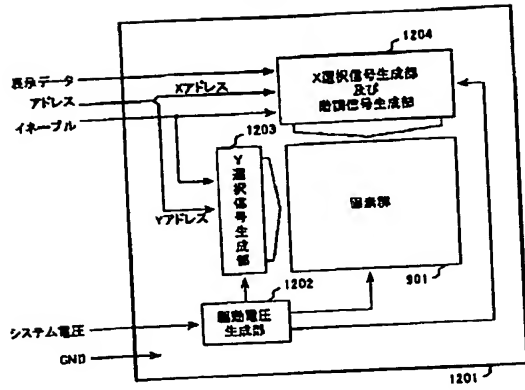 1204
表示データ
アドレス
イネーブル
Xアドレス
X選択信号生成部
及び
階調信号生成部
1203
Y選択信号生成部
Yアドレス
画素部
901
1202
駆動電圧
生成部
システム電圧
GND
1201